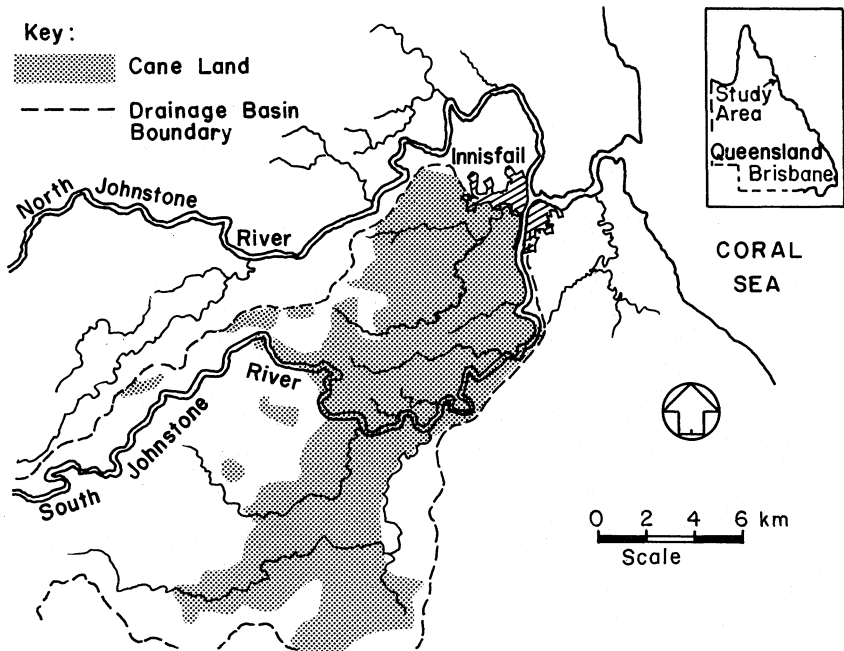 Key:
Cane Land
Drainage Basin
Boundary
Innisfail
Study
Area
Queensland
Brisbane
North Johnstone
River
CORAL
SEA
River
South Johnstone
0 2 4 6 km
Scale